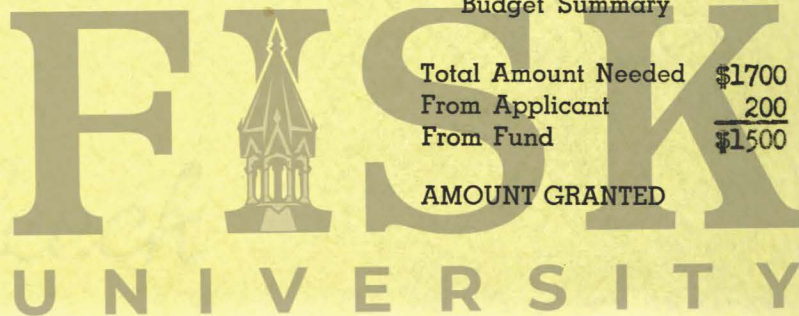 Budget Summary
Total Amount Needed $1700
From Applicant 200
From Fund $1500
AMOUNT GRANTED
FISK
UNIVERSITY